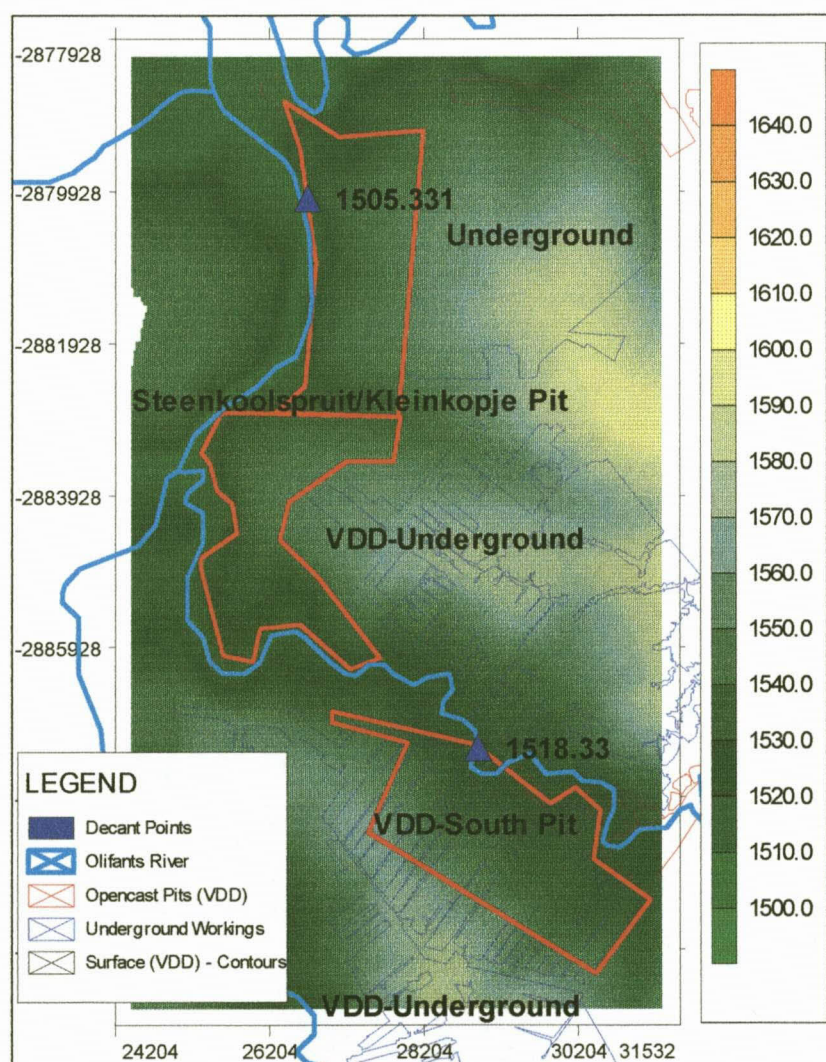 -2877928
-2879928
-2881928
-2883928
-2885928
1505.331
Underground
Steenkoolspruit/Kleinkopje Pit
VDD-Underground
1518.33
VDD-South Pit
VDD-Underground
LEGEND
Decant Points
Olifants River
Opencast Pits (VDD)
Underground Workings
Surface (VDD) - Contours
24204 26204 28204 30204 31532
1640.0
1630.0
1620.0
1610.0
1600.0
1590.0
1580.0
1570.0
1560.0
1550.0
1540.0
1530.0
1520.0
1510.0
1500.0